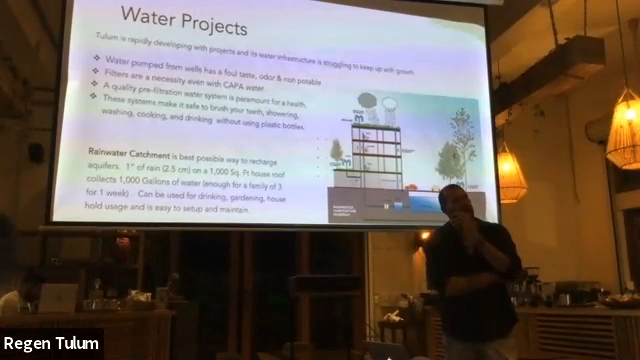 Water Projects
Tulum is rapidly developing with projects and its water infrastructure is struggling to keep up with growth.
Water pumped from wells has a foul taste, odor & non potable
Filters are a necessity even with CAPA water.
A quality pre-filtration water system is paramount for a health,
These systems make it safe to brush your teeth, showering,
washing, cooking, and drinking without using plastic bottles.
Rainwater Catchment is best possible way to recharge
aquifers. 1" of rain (2.5 cm) on a 1,000 Sq. Ft house roof
collects 1,000 Gallons of water (enough for a family of 3
for 1 week) . Can be used for drinking, gardening, house
hold usage and is easy to setup and maintain.
Regen Tulum